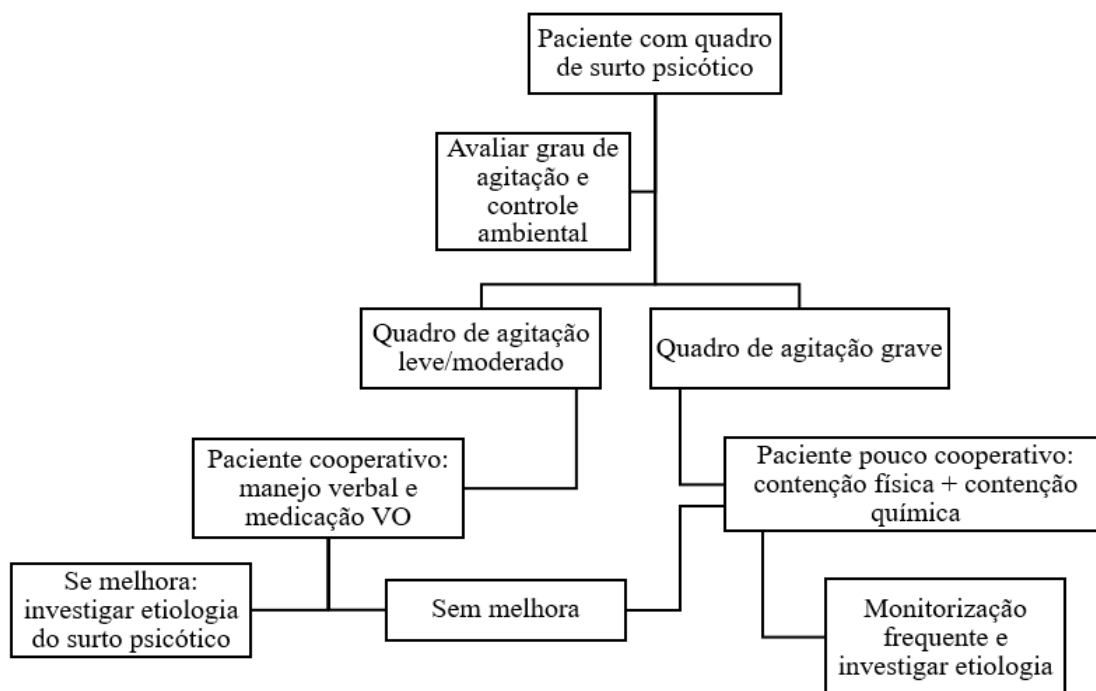 Paciente com quadro
de surto psicótico
Avaliar grau de
agitação e
controle
ambiental
Quadro de agitação
leve/moderado
Quadro de agitação grave
Paciente cooperativo:
manejo verbal e
medicação VO
Paciente pouco cooperativo:
contenção física + contenção
química
Se melhora:
investigar etiologia
do surto psicótico
Sem melhora
Monitorização
frequente e
investigar etiologia